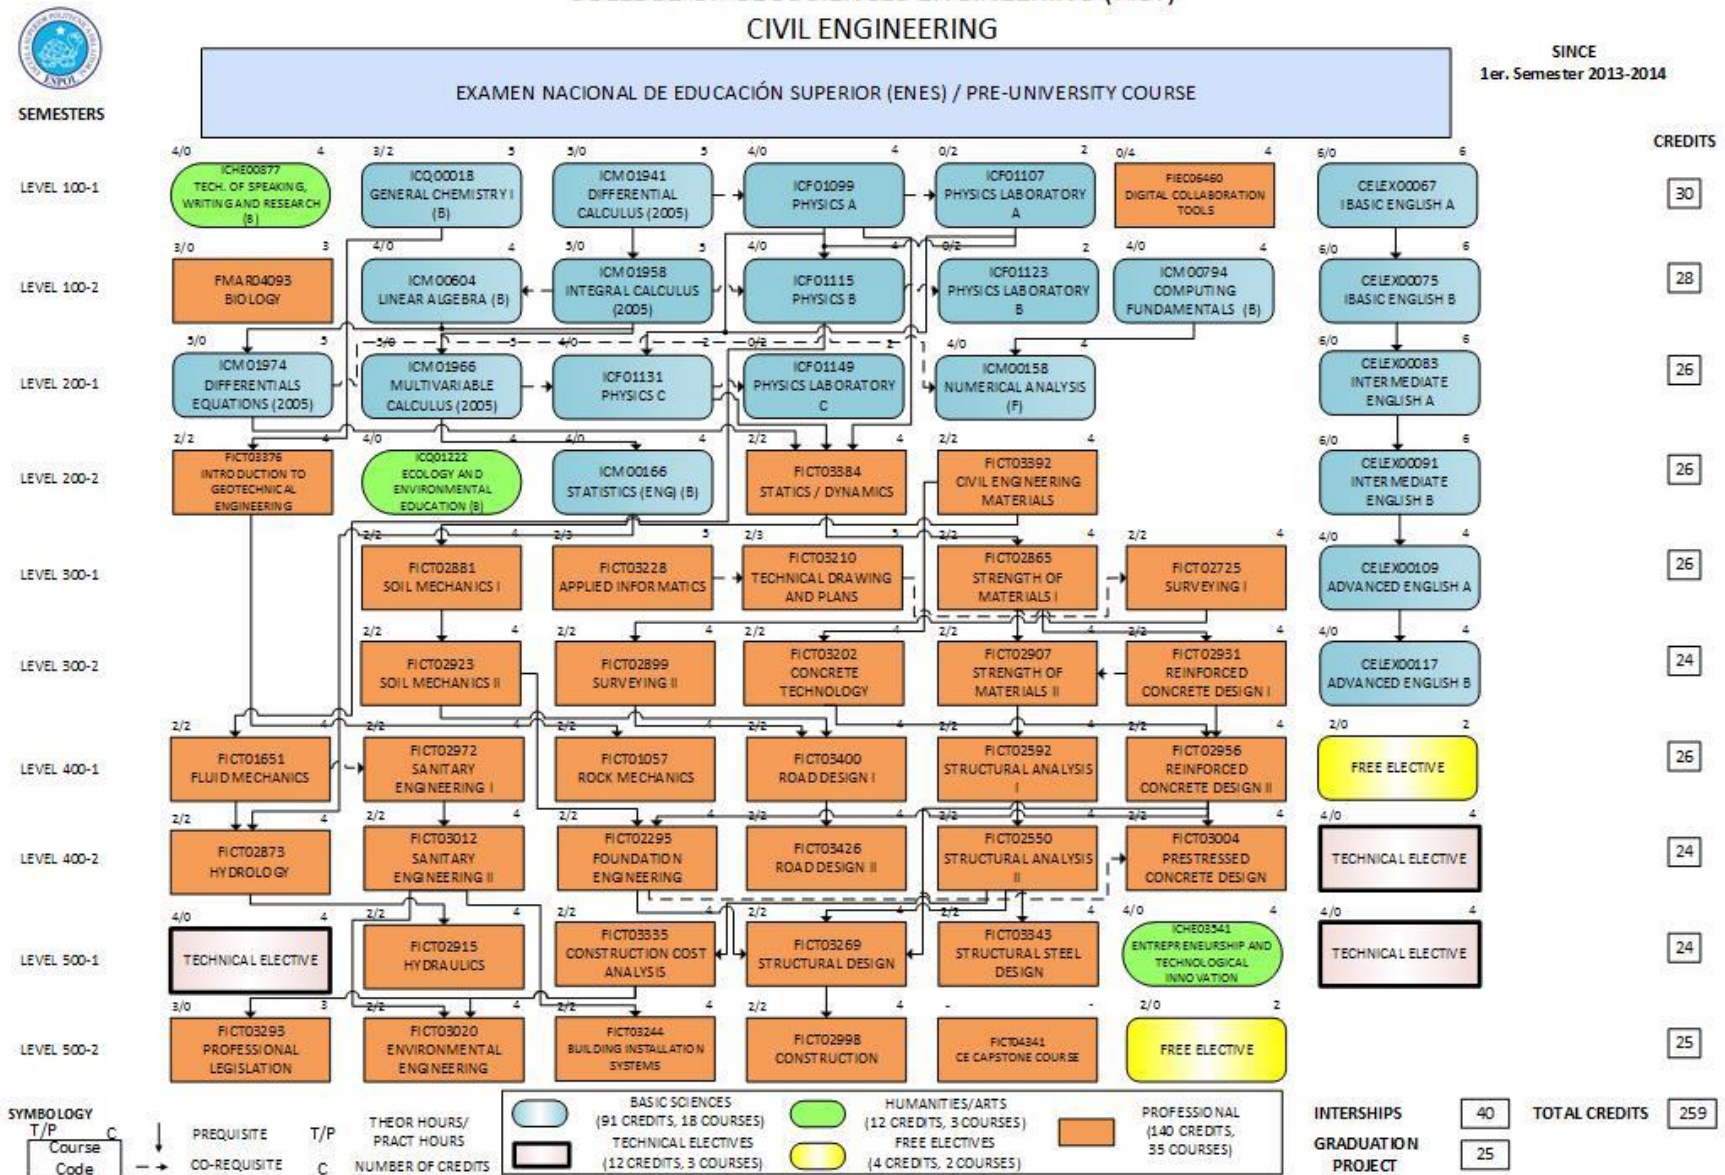 CIVIL ENGINEERING
ESPOL
SINCE
1er. Semester 2013-2014
EXAMEN NACIONAL DE EDUCACIÓN SUPERIOR (ENES) / PRE-UNIVERSITY COURSE
SEMESTERS
CREDITS
4/0 4 3/2 5 5/0 5 4/0 4 0/2 2 0/4 4 6/0 6
LEVEL 100-1
ICHE00877
TECH. OF SPEAKING,
WRITING AND RESEARCH
(B)
ICQ00018
GENERAL CHEMISTRY I
(B)
ICM01941
DIFFERENTIAL
CALCULUS (2005)
ICF01099
PHYSICS A
ICF01107
PHYSICS LABORATORY
A
FIEC06460
DIGITAL COLLABORATION
TOOLS
CELEX00067
I BASIC ENGLISH A
30
3/0 3 4/0 4 5/0 5 4/0 4 0/2 2 4/0 4 6/0 6
LEVEL 100-2
FMAR04093
BIOLOGY
ICM00604
LINEAR ALGEBRA (B)
ICM01958
INTEGRAL CALCULUS
(2005)
ICF01115
PHYSICS B
ICF01123
PHYSICS LABORATORY
B
ICM00794
COMPUTING
FUNDAMENTALS (B)
CELEX00075
IBASIC ENGLISH B
28
5/0 5 5/0 5 2 0/2 2 4/0 4 6/0 6
LEVEL 200-1
ICM01974
DIFFERENTIALS
EQUATIONS (2005)
ICM01966
MULTIVARIABLE
CALCULUS (2005)
ICF01131
PHYSICS C
ICF01149
PHYSICS LABORATORY
C
ICM00158
NUMERICAL ANALYSIS
(F)
CELEX00083
INTERMEDIATE
ENGLISH A
26
2/2 4 4/0 4 4/0 4 2/2 4 2/2 4 6/0 6
LEVEL 200-2
FICT03376
INTRODUCTION TO
GEOTECHNICAL
ENGINEERING
ICQ01222
ECOLOGY AND
ENVIRONMENTAL
EDUCATION (B)
ICM00166
STATISTICS (ENG) (B)
FICT03384
STATICS / DYNAMICS
FICT03392
CIVIL ENGINEERING
MATERIALS
CELEX00091
INTERMEDIATE
ENGLISH B
26
2/2 4 2/3 5 2/3 5 2/2 4 2/2 4 4/0 4
LEVEL 300-1
FICT02881
SOIL MECHANICS I
FICT03228
APPLIED INFORMATICS
FICT03210
TECHNICAL DRAWING
AND PLANS
FICT02865
STRENGTH OF
MATERIALS I
FICT02725
SURVEYING I
CELEX00109
ADVANCED ENGLISH A
26
2/2 4 2/2 4 2/2 4 2/2 4 2/2 4 4/0 4
LEVEL 300-2
FICT02923
SOIL MECHANICS II
FICT02899
SURVEYING II
FICT03202
CONCRETE
TECHNOLOGY
FICT02907
STRENGTH OF
MATERIALS II
FICT02931
REINFORCED
CONCRETE DESIGN I
CELEX00117
ADVANCED ENGLISH B
24
2/2 4 2/2 4 2/2 4 2/2 4 2/2 4 2/2 4 2/0 2
LEVEL 400-1
FICT01651
FLUID MECHANICS
FICT02972
SANITARY
ENGINEERING I
FICT01057
ROCK MECHANICS
FICT03400
ROAD DESIGN I
FICT02592
STRUCTURAL ANALYSIS
I
FICT02956
REINFORCED
CONCRETE DESIGN II
FREE ELECTIVE
26
2/2 4 2/2 4 2/2 4 2/2 4 2/2 4 2/2 4 4/0 4
LEVEL 400-2
FICT02873
HYDROLOGY
FICT03012
SANITARY
ENGINEERING II
FICT02295
FOUNDATION
ENGINEERING
FICT03426
ROAD DESIGN II
FICT02550
STRUCTURAL ANALYSIS
II
FICT03004
PRESTRESSED
CONCRETE DESIGN
TECHNICAL ELECTIVE
24
4/0 4 2/2 4 2/2 4 2/2 4 2/2 4 4/0 4 4/0 4
LEVEL 500-1
TECHNICAL ELECTIVE
FICT02915
HYDRAULICS
FICT03335
CONSTRUCTION COST
ANALYSIS
FICT03269
STRUCTURAL DESIGN
FICT03343
STRUCTURAL STEEL
DESIGN
ICHE03541
ENTREPRENEURSHIP AND
TECHNOLOGICAL
INNOVATION
TECHNICAL ELECTIVE
24
3/0 3 2/2 4 2/2 4 2/2 4 - - 2/0 2
LEVEL 500-2
FICT03293
PROFESSIONAL
LEGISLATION
FICT03020
ENVIRONMENTAL
ENGINEERING
FICT03244
BUILDING INSTALLATION
SYSTEMS
FICT02998
CONSTRUCTION
FICT04341
CE CAPSTONE COURSE
FREE ELECTIVE
25
SYMBOLOGY
T/P C
Course
Code
PREQUISITE
CO-REQUISITE
T/P
THEOR HOURS/
PRACT HOURS
C NUMBER OF CREDITS
BASIC SCIENCES
(91 CREDITS, 18 COURSES)
TECHNICAL ELECTIVES
(12 CREDITS, 3 COURSES)
HUMANITIES/ARTS
(12 CREDITS, 3 COURSES)
FREE ELECTIVES
(4 CREDITS, 2 COURSES)
PROFESSIONAL
(140 CREDITS,
35 COURSES)
INTERSHIPS 40
TOTAL CREDITS 259
GRADUATION
PROJECT
25